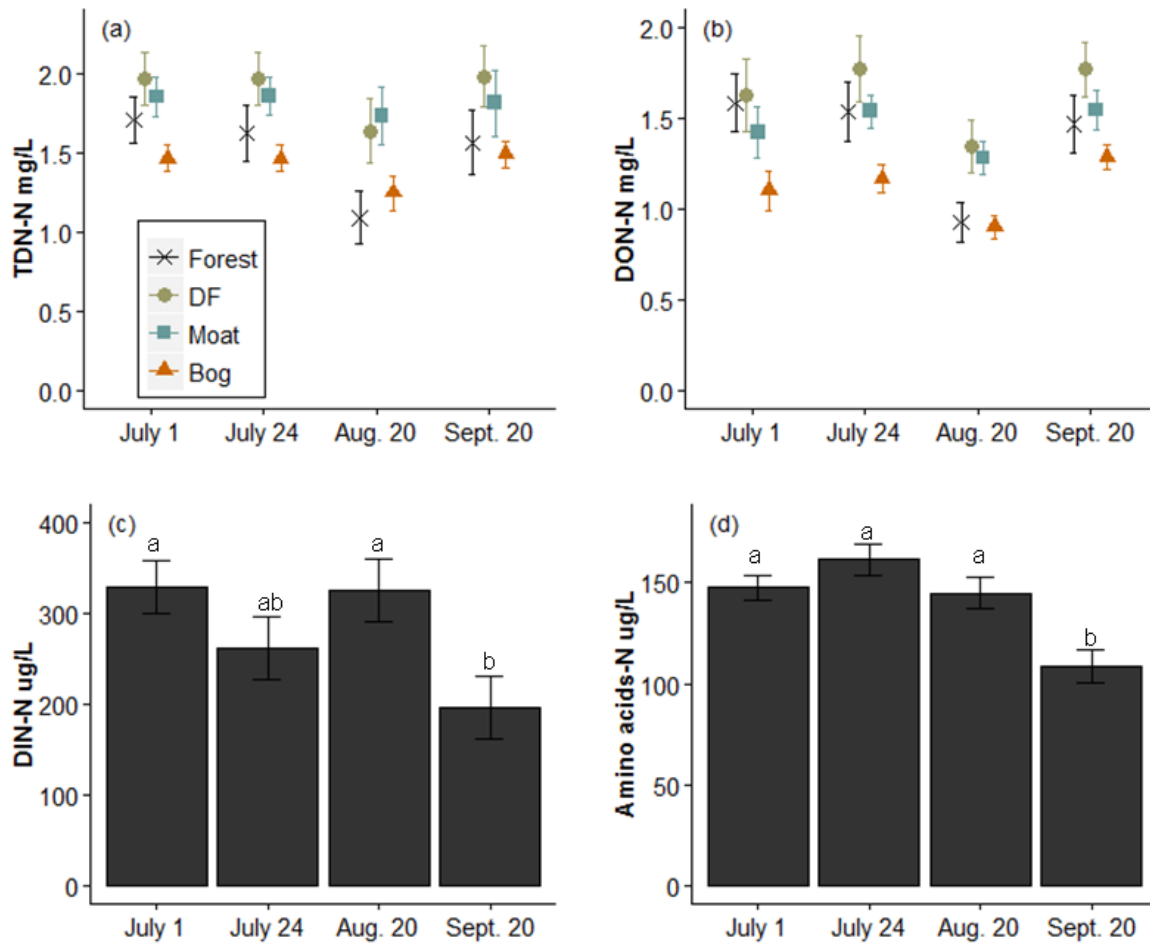 (a)
TDN-N mg/L
2.0
1.5
1.0
0.5
0.0
Forest
DF
Moat
Bog
July 1 July 24 Aug. 20 Sept. 20
(b)
DON-N mg/L
2.0
1.5
1.0
0.5
0.0
July 1 July 24 Aug. 20 Sept. 20
(c)
DIN-N ug/L
400
300
200
100
0
a ab a b
July 1 July 24 Aug. 20 Sept. 20
(d)
Amino acids-N ug/L
150
100
50
0
a a a b
July 1 July 24 Aug. 20 Sept. 20